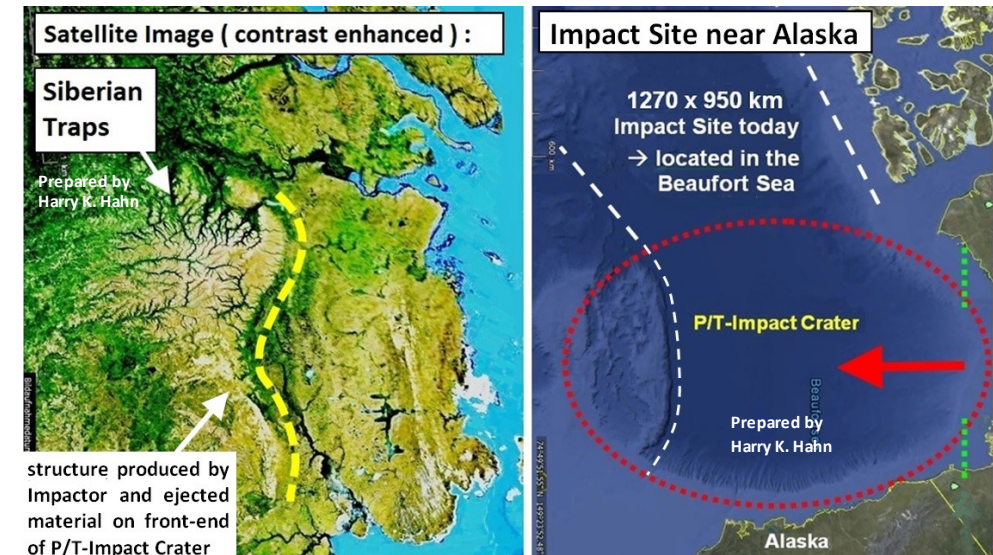 Satellite Image ( contrast enhanced ) :
Siberian
Traps
Prepared by
Harry K. Hahn
structure produced by
Impactor and ejected
material on front-end
of P/T-Impact Crater
Impact Site near Alaska
1270 x 950 km
Impact Site today
→ located in the
Beaufort Sea
600 km
P/T-Impact Crater
Prepared by
Harry K. Hahn
Alaska